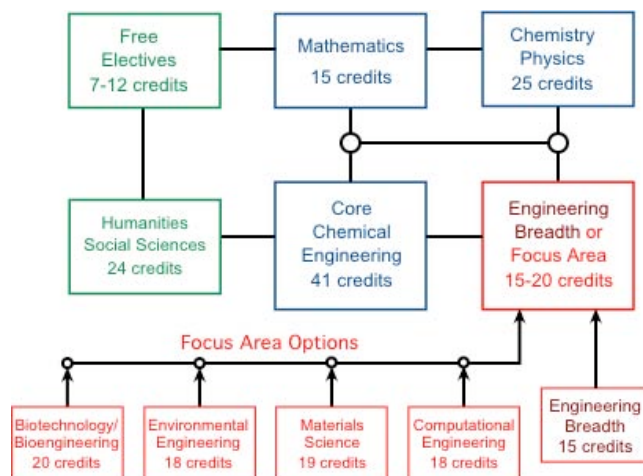 Free
Electives
7-12 credits
Mathematics
15 credits
Chemistry
Physics
25 credits
Humanities
Social Sciences
24 credits
Core
Chemical
Engineering
41 credits
Engineering
Breadth or
Focus Area
15-20 credits
Focus Area Options
Biotechnology/
Bioengineering
20 credits
Environmental
Engineering
18 credits
Materials
Science
19 credits
Computational
Engineering
18 credits
Engineering
Breadth
15 credits